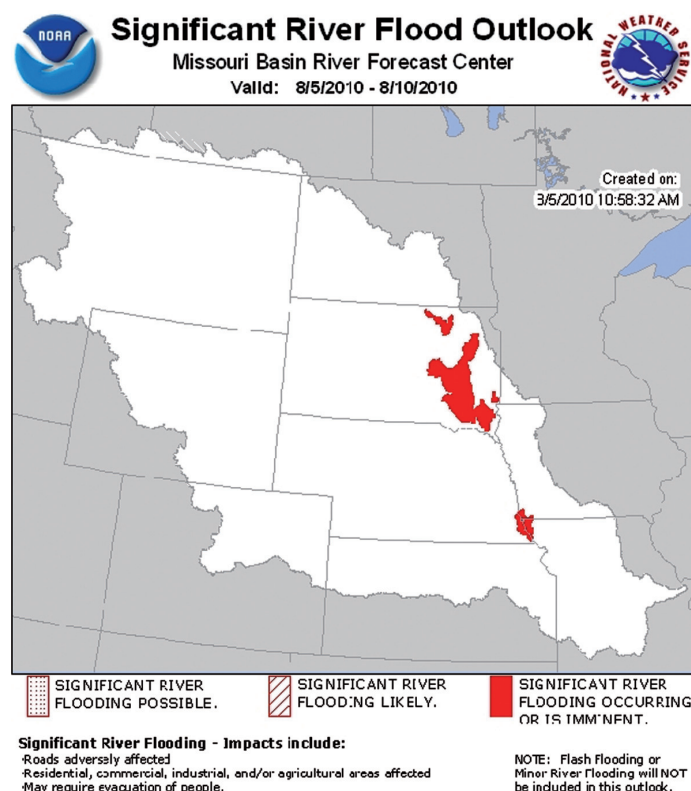 NOAA
Significant River Flood Outlook
Missouri Basin River Forecast Center
Valid: 8/5/2010 - 8/10/2010
NATIONAL WEATHER SERVICE
Created on:
3/5/2010 10:58:32 AM
SIGNIFICANT RIVER
FLOODING POSSIBLE.
SIGNIFICANT RIVER
FLOODING LIKELY.
SIGNIFICANT RIVER
FLOODING OCCURRING
OR IS IMMINENT.
Significant River Flooding - Impacts include:
·Roads adversely affected
·Residential, commercial, industrial, and/or agricultural areas affected
·May require evacuation of people.
NOTE: Flash Flooding or
Minor River Flooding will NOT
be included in this outlook.